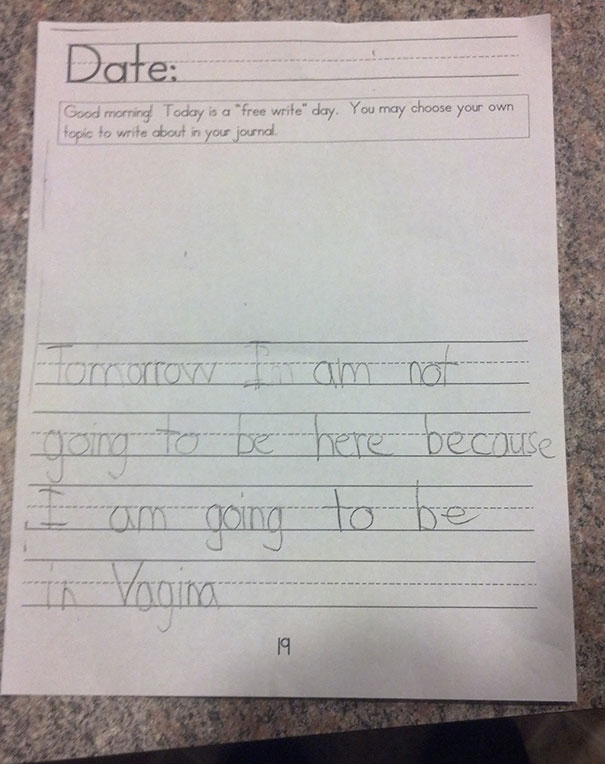 Date:
Good morning! Today is a "free write" day. You may choose your own
topic to write about in your journal.
Tomorrow I am not
going to be here because
I am going to be
in Vagina
19